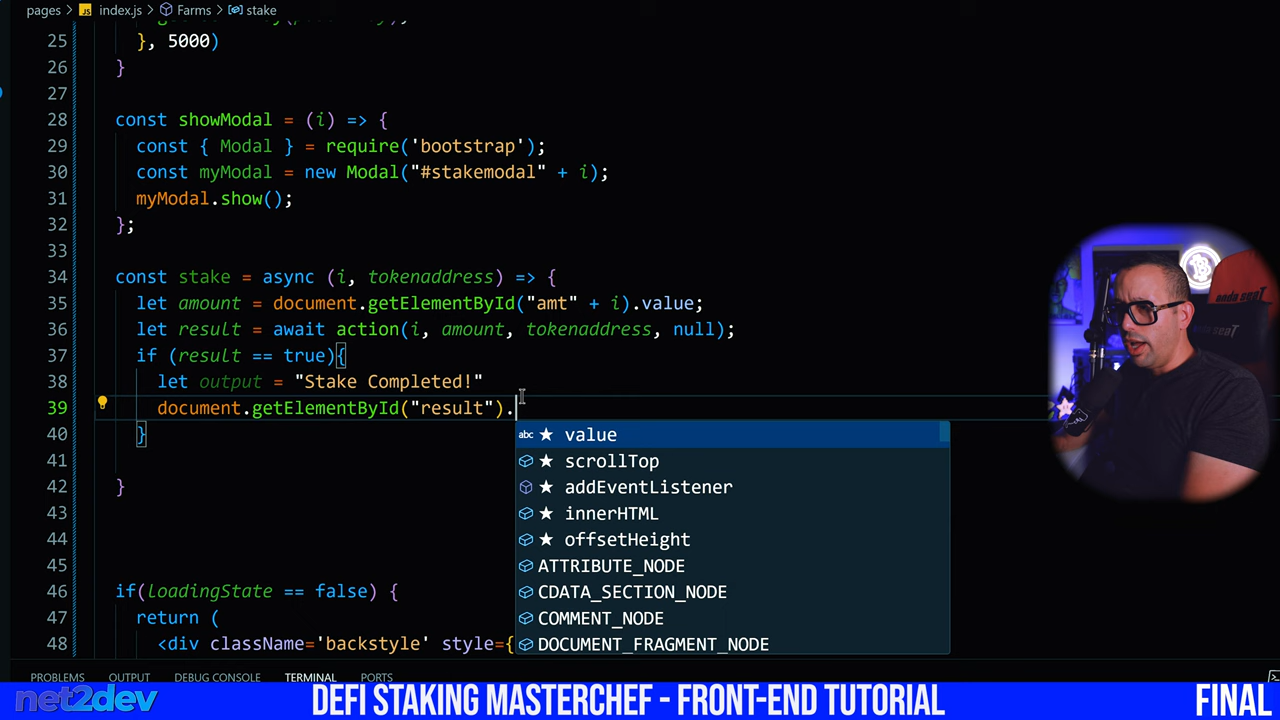 pages > JS index.js > Farms > stake
25 }, 5000)
26 }
27
28 const showModal = (i) => {
29 const { Modal } = require('bootstrap');
30 const myModal = new Modal("#stakemodal" + i);
31 myModal.show();
32 };
33
34 const stake = async (i, tokenaddress) => {
35 let amount = document.getElementById("amt" + i).value;
36 let result = await action(i, amount, tokenaddress, null);
37 if (result == true){
38 let output = "Stake Completed!"
39 document.getElementById("result").
abc ★ value
40 }
★ scrollTop
41
★ addEventListener
42 }
★ innerHTML
43
★ offsetHeight
44
ATTRIBUTE_NODE
45
CDATA_SECTION_NODE
46 if(loadingState == false) {
COMMENT_NODE
47 return (
DOCUMENT_FRAGMENT_NODE
48 <div className='backstyle' style={
PROBLEMS OUTPUT DEBUG CONSOLE TERMINAL PORTS
net2dev DEFI STAKING MASTERCHEF - FRONT-END TUTORIAL FINAL